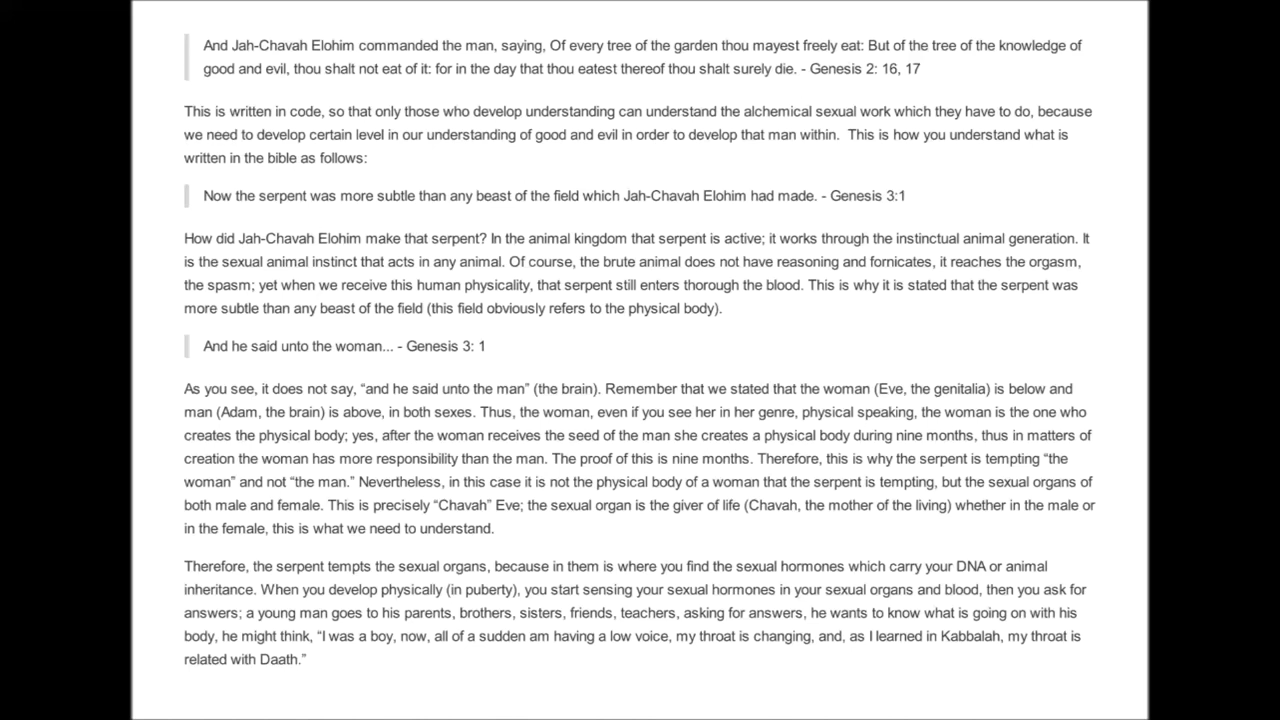 And Jah-Chavah Elohim commanded the man, saying, Of every tree of the garden thou mayest freely eat: But of the tree of the knowledge of
good and evil, thou shalt not eat of it: for in the day that thou eatest thereof thou shalt surely die. - Genesis 2: 16, 17
This is written in code, so that only those who develop understanding can understand the alchemical sexual work which they have to do, because
we need to develop certain level in our understanding of good and evil in order to develop that man within.  This is how you understand what is
written in the bible as follows:
Now the serpent was more subtle than any beast of the field which Jah-Chavah Elohim had made. - Genesis 3:1
How did Jah-Chavah Elohim make that serpent? In the animal kingdom that serpent is active; it works through the instinctual animal generation. It
is the sexual animal instinct that acts in any animal. Of course, the brute animal does not have reasoning and fornicates, it reaches the orgasm,
the spasm; yet when we receive this human physicality, that serpent still enters thorough the blood. This is why it is stated that the serpent was
more subtle than any beast of the field (this field obviously refers to the physical body).
And he said unto the woman... - Genesis 3: 1
As you see, it does not say, “and he said unto the man” (the brain). Remember that we stated that the woman (Eve, the genitalia) is below and
man (Adam, the brain) is above, in both sexes. Thus, the woman, even if you see her in her genre, physical speaking, the woman is the one who
creates the physical body; yes, after the woman receives the seed of the man she creates a physical body during nine months, thus in matters of
creation the woman has more responsibility than the man. The proof of this is nine months. Therefore, this is why the serpent is tempting “the
woman” and not “the man.” Nevertheless, in this case it is not the physical body of a woman that the serpent is tempting, but the sexual organs of
both male and female. This is precisely “Chavah” Eve; the sexual organ is the giver of life (Chavah, the mother of the living) whether in the male or
in the female, this is what we need to understand.
Therefore, the serpent tempts the sexual organs, because in them is where you find the sexual hormones which carry your DNA or animal
inheritance. When you develop physically (in puberty), you start sensing your sexual hormones in your sexual organs and blood, then you ask for
answers; a young man goes to his parents, brothers, sisters, friends, teachers, asking for answers, he wants to know what is going on with his
body, he might think, “I was a boy, now, all of a sudden am having a low voice, my throat is changing, and, as I learned in Kabbalah, my throat is
related with Daath.”